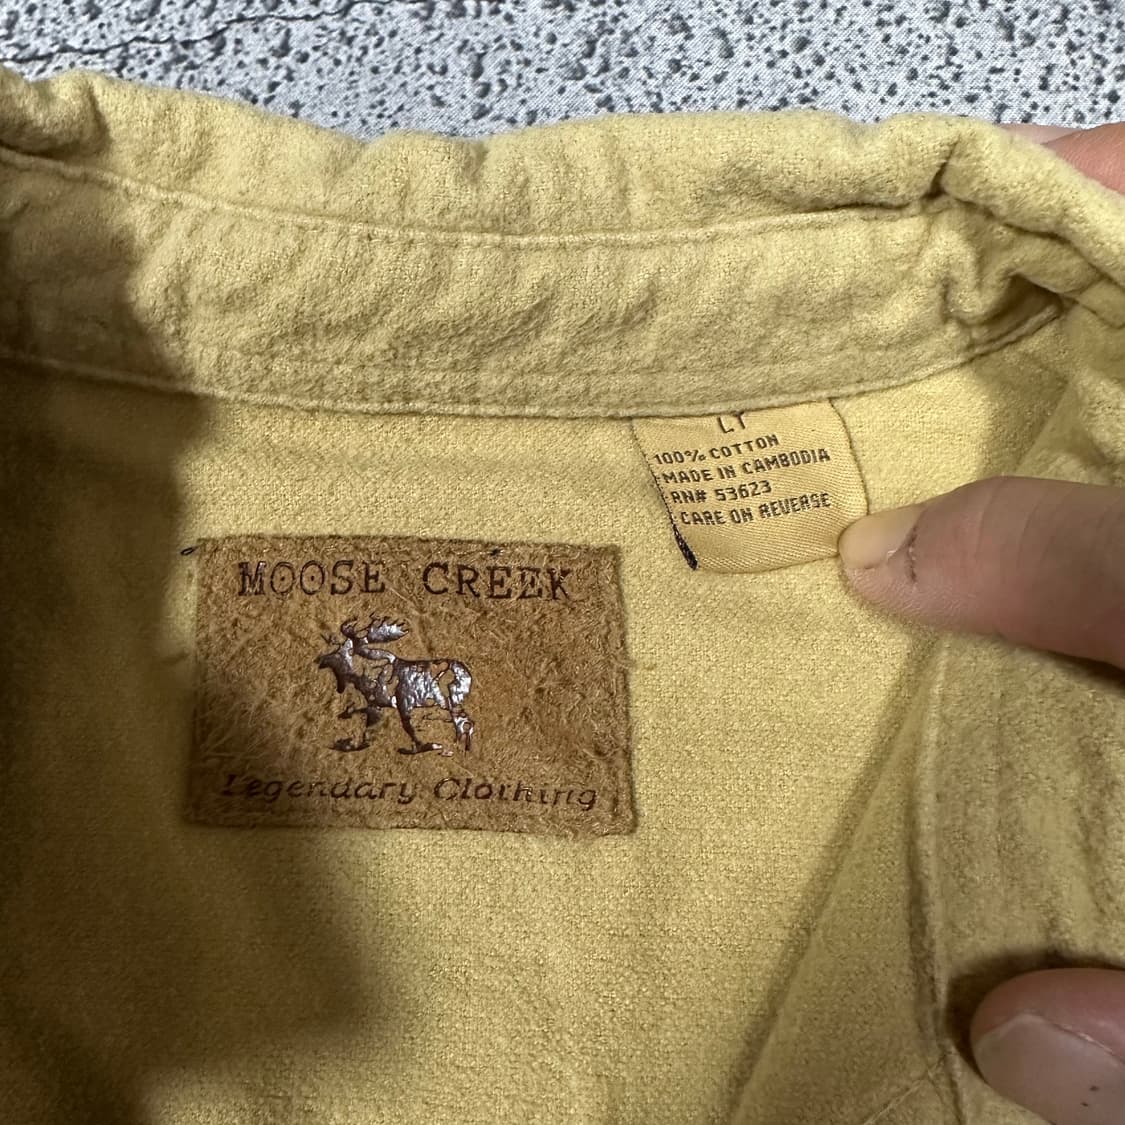 LT
100% COTTON
MADE IN CAMBODIA
RN# 53623
CARE ON REVERSE
MOOSE CREEK
Legendary Clothing